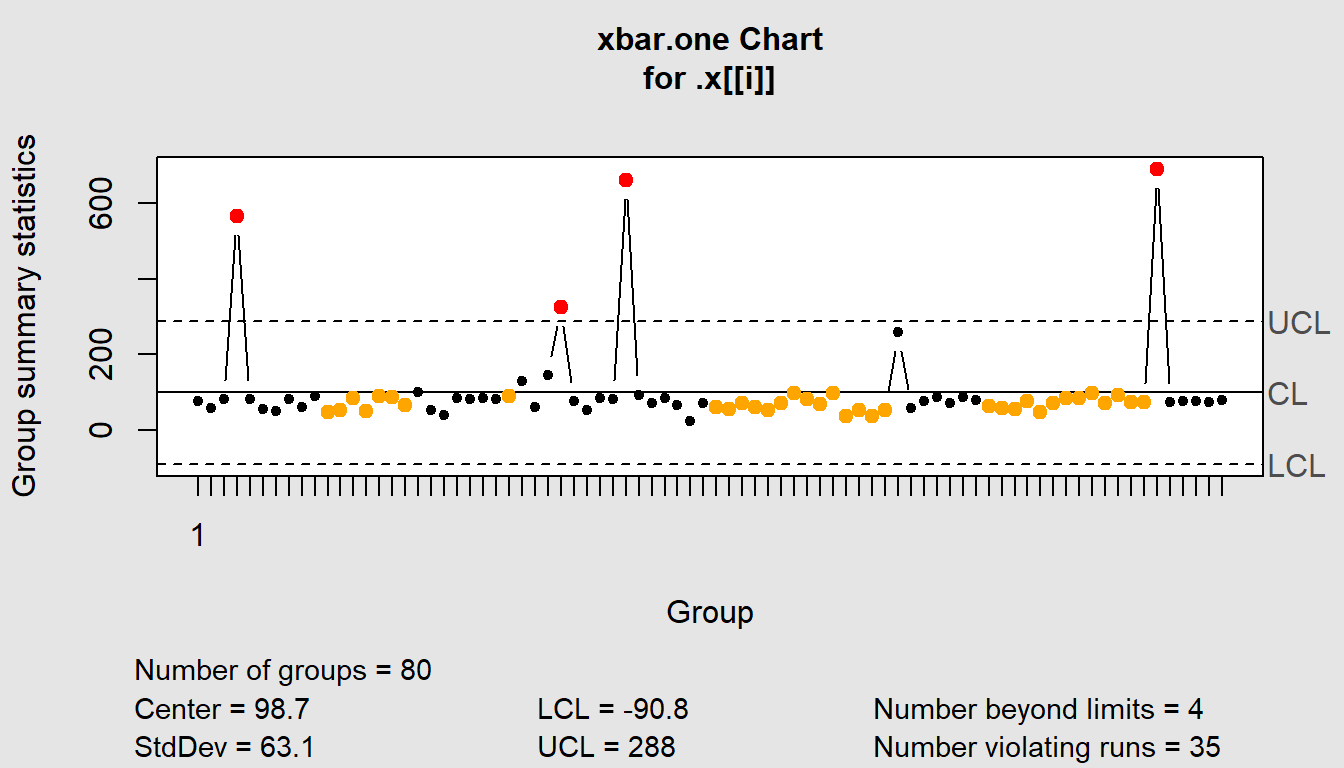 xbar.one Chart
for .x[[i]]
Group summary statistics
600
200
0
UCL
CL
LCL
1
Group
Number of groups = 80
Center = 98.7
LCL = -90.8
Number beyond limits = 4
StdDev = 63.1
UCL = 288
Number violating runs = 35